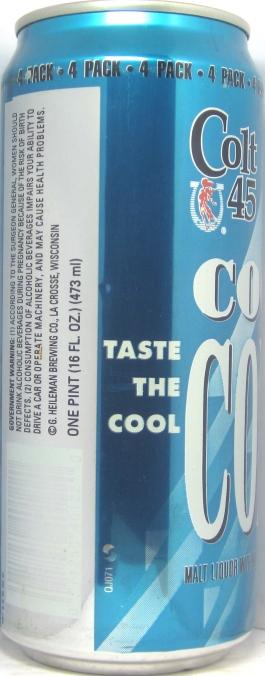 4 PACK • 4 PACK • 4 PACK • 4 PACK • 4
GOVERNMENT WARNING: (1) ACCORDING TO THE SURGEON GENERAL, WOMEN SHOULD
NOT DRINK ALCOHOLIC BEVERAGES DURING PREGNANCY BECAUSE OF THE RISK OF BIRTH
DEFECTS. (2) CONSUMPTION OF ALCOHOLIC BEVERAGES IMPAIRS YOUR ABILITY TO
DRIVE A CAR OR OPERATE MACHINERY, AND MAY CAUSE HEALTH PROBLEMS.
© G. HEILEMAN BREWING CO., LA CROSSE, WISCONSIN
ONE PINT (16 FL. OZ.) (473 ml)
Colt
45
®
TASTE
THE
COOL
CO
CO
QJ071
MALT LIQUOR